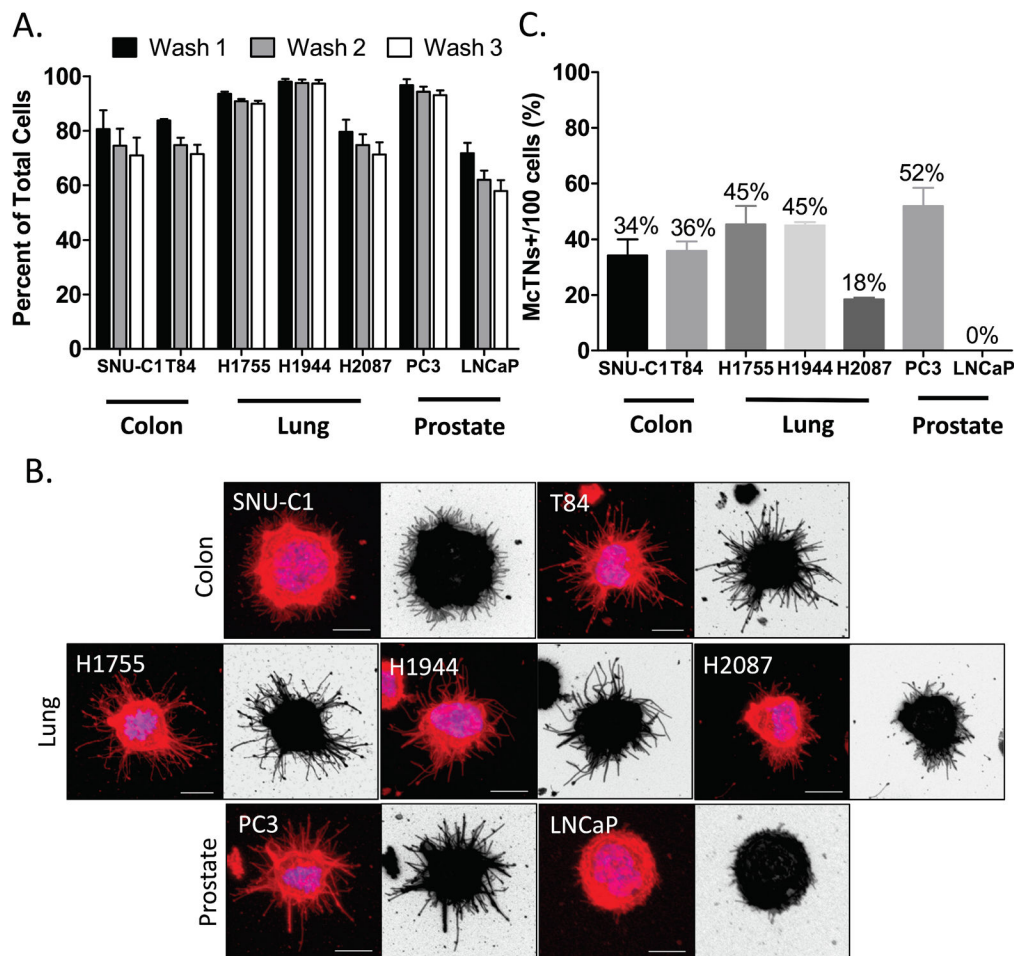 A.
Wash 1 Wash 2 Wash 3
Percent of Total Cells
100
80
60
40
20
0
SNU-C1 T84 H1755 H1944 H2087 PC3 LNCaP
Colon Lung Prostate
C.
McTNs+/100 cells (%)
100
80
60
40
20
0
34% 36% 45% 45% 18% 52% 0%
SNU-C1 T84 H1755 H1944 H2087 PC3 LNCaP
Colon Lung Prostate
B.
Colon
SNU-C1 T84
Lung
H1755 H1944 H2087
Prostate
PC3 LNCaP